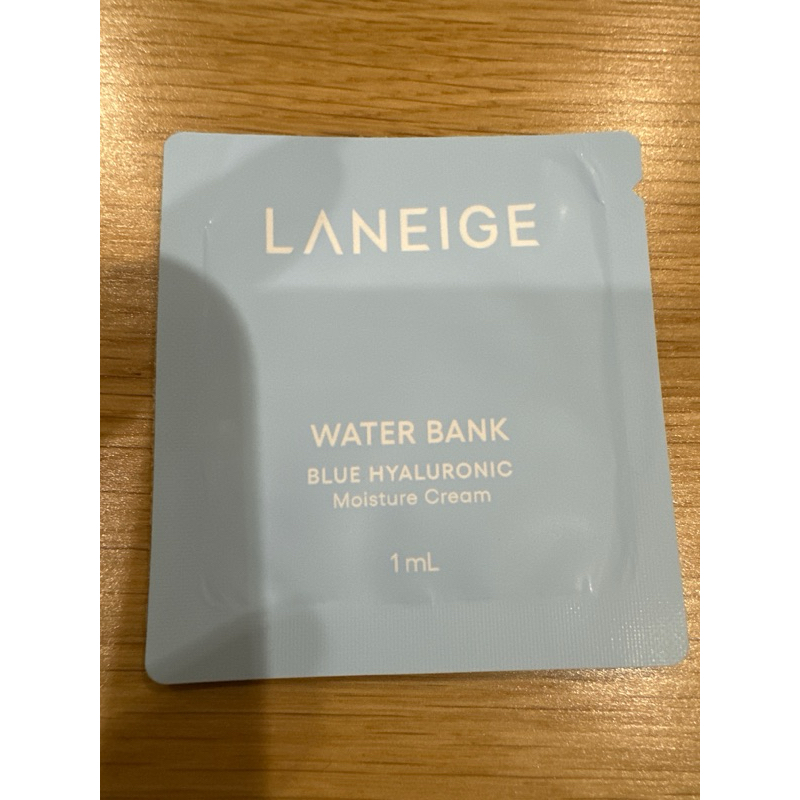 LANEIGE
WATER BANK
BLUE HYALURONIC
Moisture Cream
1 mL